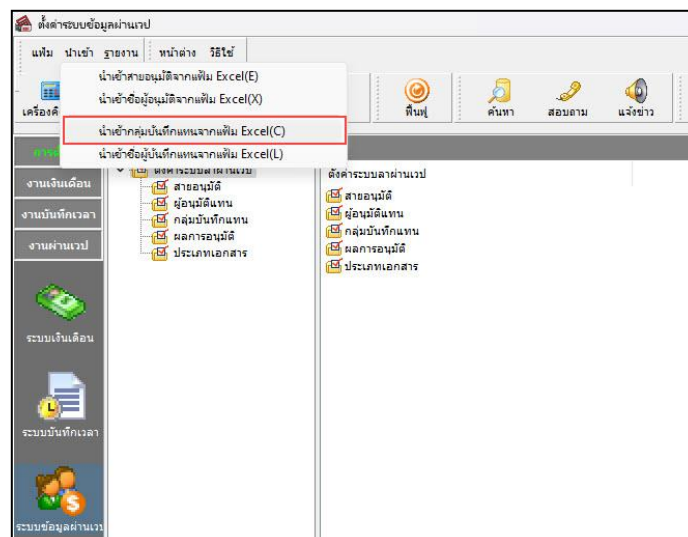 ตั้งค่าระบบข้อมูลผ่านเวป
แฟ้ม นำเข้า รายงาน หน้าต่าง วิธีใช้
นำเข้าสายอนุมัติจากแฟ้ม Excel(E)
นำเข้าชื่อผู้อนุมัติจากแฟ้ม Excel(X)
นำเข้ากลุ่มบันทึกแทนจากแฟ้ม Excel(C)
นำเข้าชื่อผู้บันทึกแทนจากแฟ้ม Excel(L)
ฟื้นฟู ค้นหา สอบถาม แจ้งข่าว
งานเงินเดือน
งานบันทึกเวลา
งานผ่านเวป
ระบบเงินเดือน
ระบบบันทึกเวลา
ระบบข้อมูลผ่านเวป
ตั้งค่าระบบลาผ่านเวป
สายอนุมัติ
ผู้อนุมัติแทน
กลุ่มบันทึกแทน
ผลการอนุมัติ
ประเภทเอกสาร
ตั้งค่าระบบลาผ่านเวป
สายอนุมัติ
ผู้อนุมัติแทน
กลุ่มบันทึกแทน
ผลการอนุมัติ
ประเภทเอกสาร